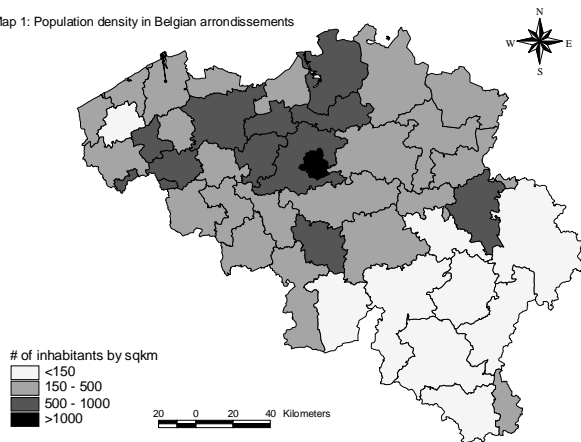 Map 1: Population density in Belgian arrondissements
N
W E
S
# of inhabitants by sqkm
<150
150 - 500
500 - 1000
>1000
20 0 20 40 Kilometers